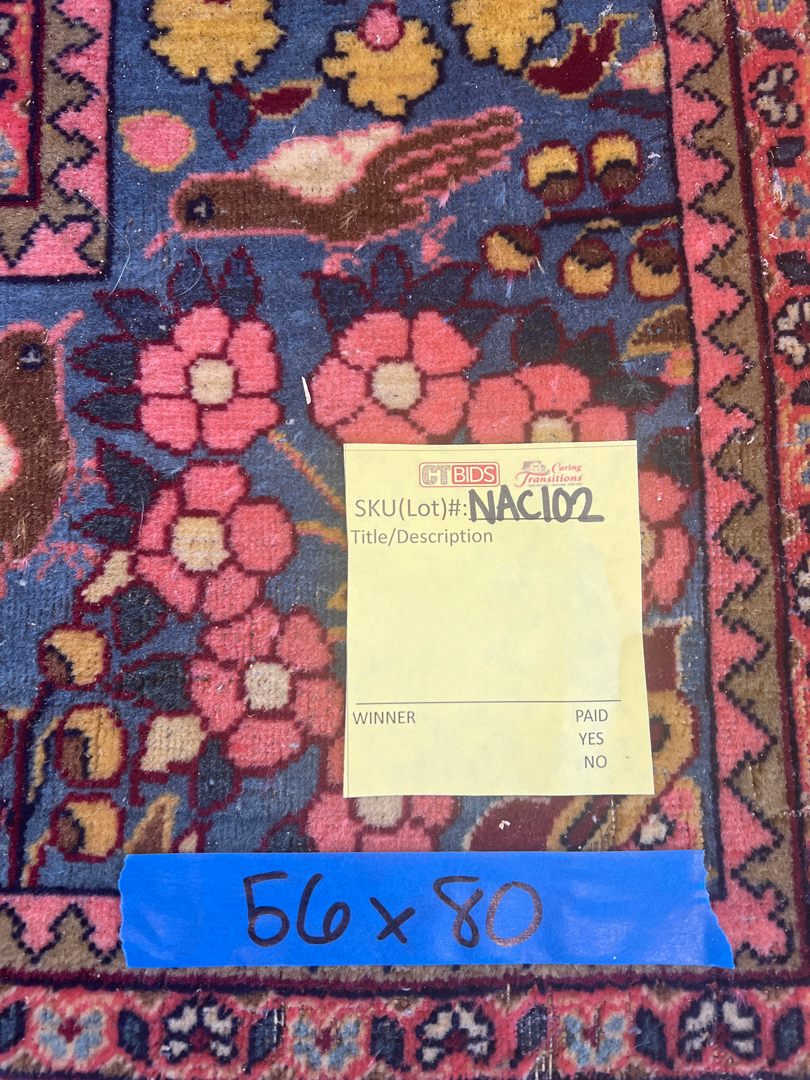 CTBIDS Caring Transitions
SKU(Lot)#: NAC102
Title/Description
WINNER PAID
YES
NO
56 x 80